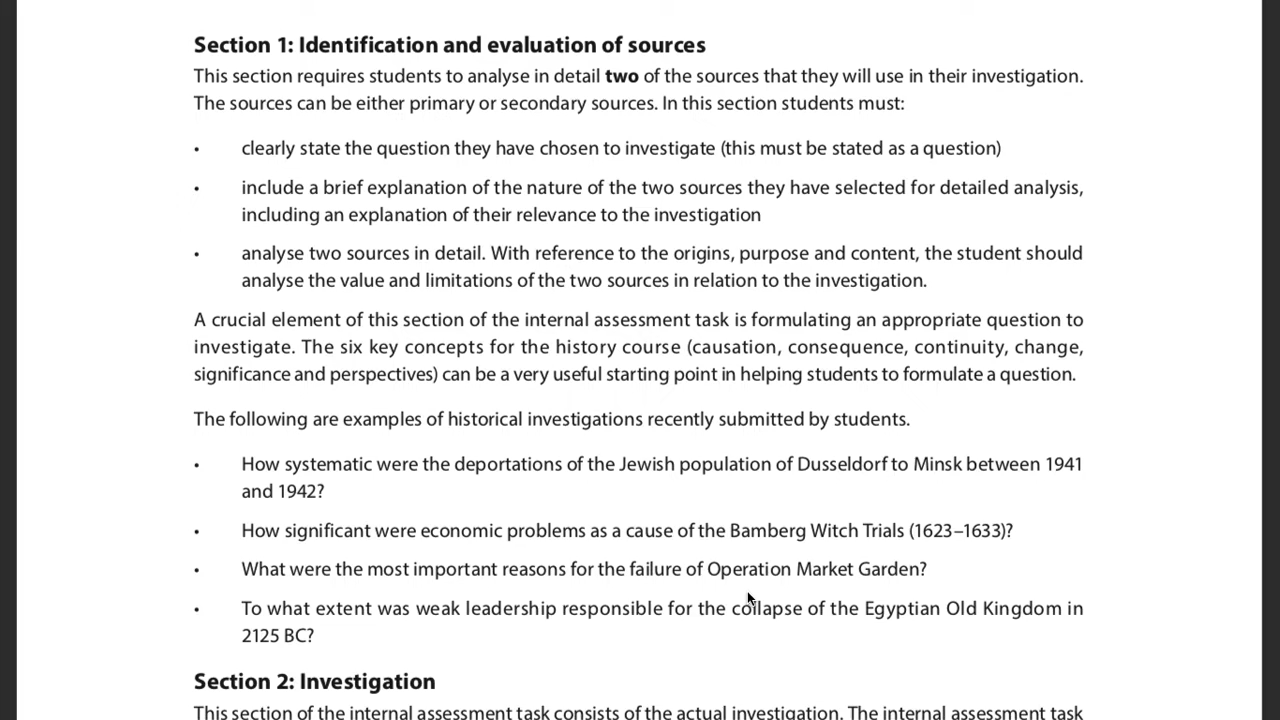 Section 1: Identification and evaluation of sources
This section requires students to analyse in detail two of the sources that they will use in their investigation.
The sources can be either primary or secondary sources. In this section students must:
• clearly state the question they have chosen to investigate (this must be stated as a question)
• include a brief explanation of the nature of the two sources they have selected for detailed analysis,
including an explanation of their relevance to the investigation
• analyse two sources in detail. With reference to the origins, purpose and content, the student should
analyse the value and limitations of the two sources in relation to the investigation.
A crucial element of this section of the internal assessment task is formulating an appropriate question to
investigate. The six key concepts for the history course (causation, consequence, continuity, change,
significance and perspectives) can be a very useful starting point in helping students to formulate a question.
The following are examples of historical investigations recently submitted by students.
• How systematic were the deportations of the Jewish population of Dusseldorf to Minsk between 1941
and 1942?
• How significant were economic problems as a cause of the Bamberg Witch Trials (1623–1633)?
• What were the most important reasons for the failure of Operation Market Garden?
• To what extent was weak leadership responsible for the collapse of the Egyptian Old Kingdom in
2125 BC?
Section 2: Investigation
This section of the internal assessment task consists of the actual investigation. The internal assessment task